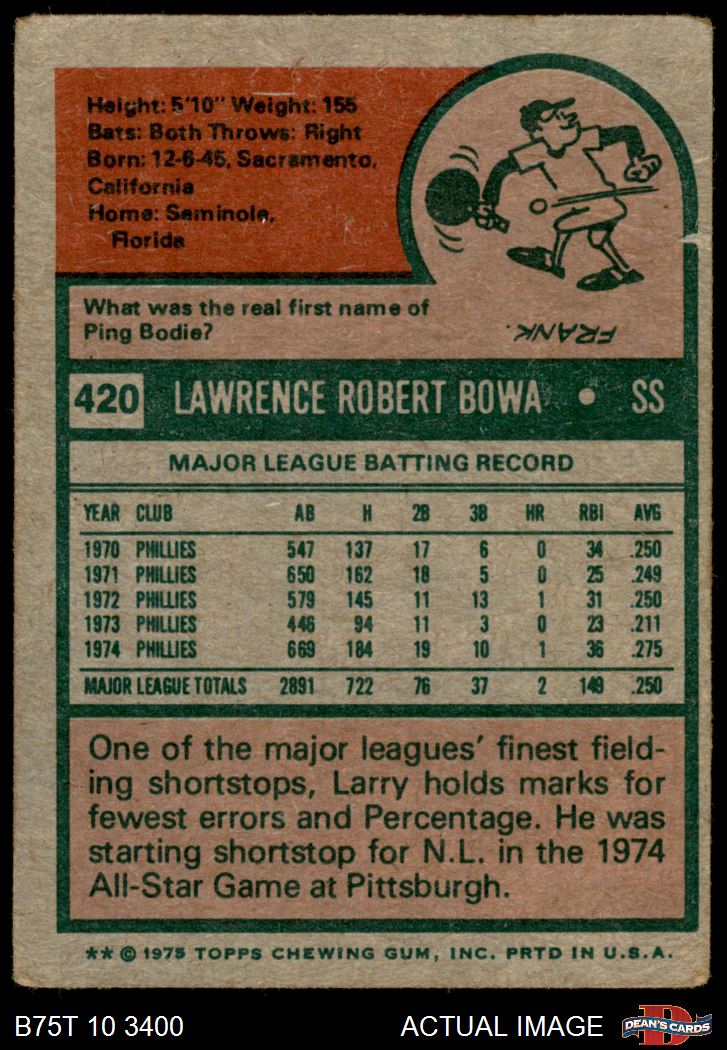 Height: 5'10" Weight: 155
Bats: Both Throws: Right
Born: 12-6-45, Sacramento,
California
Home: Seminole,
Florida
What was the real first name of
Ping Bodie?
FRANK.
420 LAWRENCE ROBERT BOWA • SS
MAJOR LEAGUE BATTING RECORD
YEAR CLUB AB H 2B 3B HR RBI AVG
1970 PHILLIES 547 137 17 6 0 34 .250
1971 PHILLIES 650 162 18 5 0 25 .249
1972 PHILLIES 579 145 11 13 1 31 .250
1973 PHILLIES 446 94 11 3 0 23 .211
1974 PHILLIES 669 184 19 10 1 36 .275
MAJOR LEAGUE TOTALS 2891 722 76 37 2 149 .250
One of the major leagues' finest field-
ing shortstops, Larry holds marks for
fewest errors and Percentage. He was
starting shortstop for N.L. in the 1974
All-Star Game at Pittsburgh.
** © 1975 TOPPS CHEWING GUM, INC. PRTD IN U.S.A.
B75T 10 3400 ACTUAL IMAGE D DEAN'S CARDS